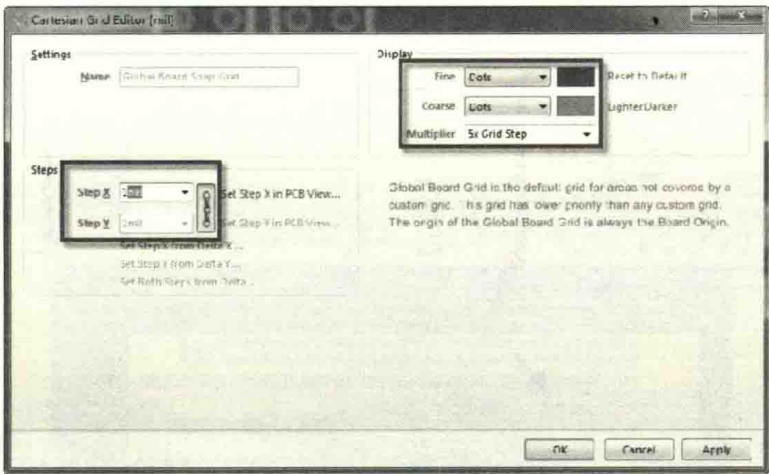 Cartesian Grid Editor [mil]
Settings
Name Global Board Snap Grid
Display
Fine Dots Reset to Default
Coarse Dots Lighter Darker
Multiplier 5x Grid Step
Steps
Step X 1mil Set Step X in PCB View...
Step Y 1mil Set Step Y in PCB View...
Set Step X from Delta X...
Set Step Y from Delta Y...
Set Both Steps from Delta...
Global Board Grid is the default grid for areas not covered by a
custom grid. This grid has lower priority than any custom grid.
The origin of the Global Board Grid is always the Board Origin.
OK Cancel Apply